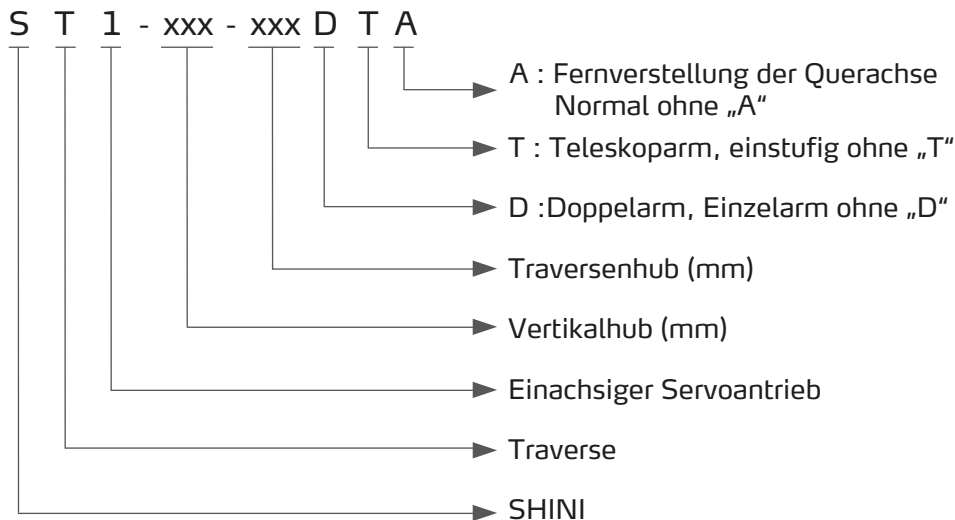 S T 1 - xxx - xxx D T A
A : Fernverstellung der Querachse
Normal ohne „A“
T : Teleskoparm, einstufig ohne „T“
D :Doppelarm, Einzelarm ohne „D“
Traversenhub (mm)
Vertikalhub (mm)
Einachsiger Servoantrieb
Traverse
SHINI